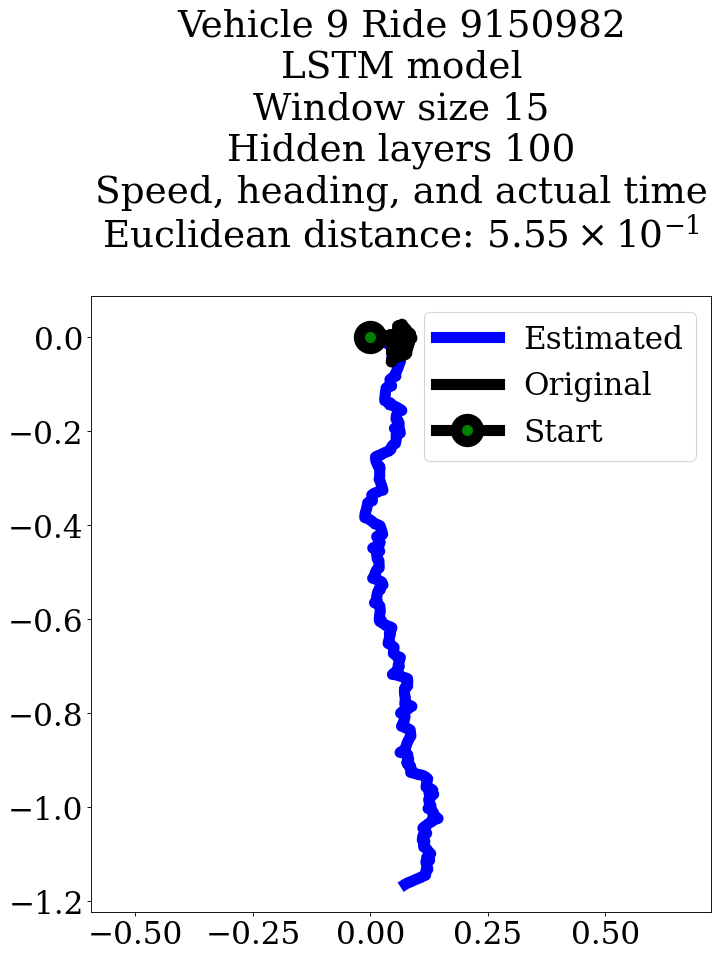 Vehicle 9 Ride 9150982
LSTM model
Window size 15
Hidden layers 100
Speed, heading, and actual time
Euclidean distance: 5.55 × 10⁻¹
Estimated
Original
Start
0.0
−0.2
−0.4
−0.6
−0.8
−1.0
−1.2
−0.50 −0.25 0.00 0.25 0.50